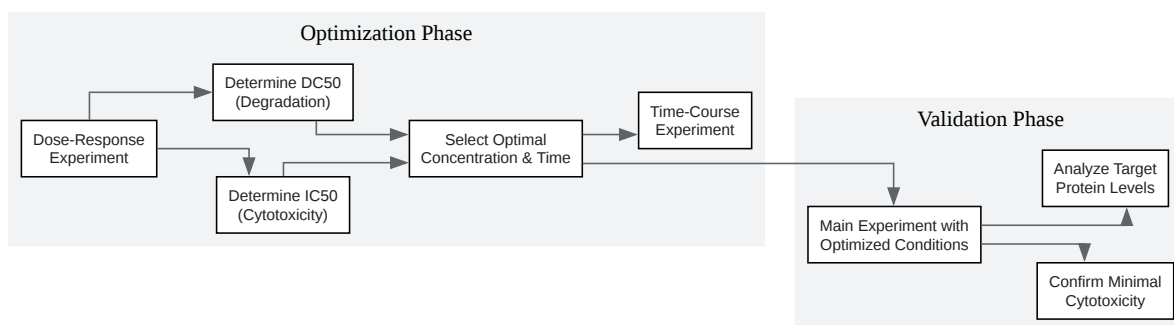 Optimization Phase
Dose-Response
Experiment
Determine DC50
(Degradation)
Determine IC50
(Cytotoxicity)
Select Optimal
Concentration & Time
Time-Course
Experiment
Validation Phase
Main Experiment with
Optimized Conditions
Analyze Target
Protein Levels
Confirm Minimal
Cytotoxicity